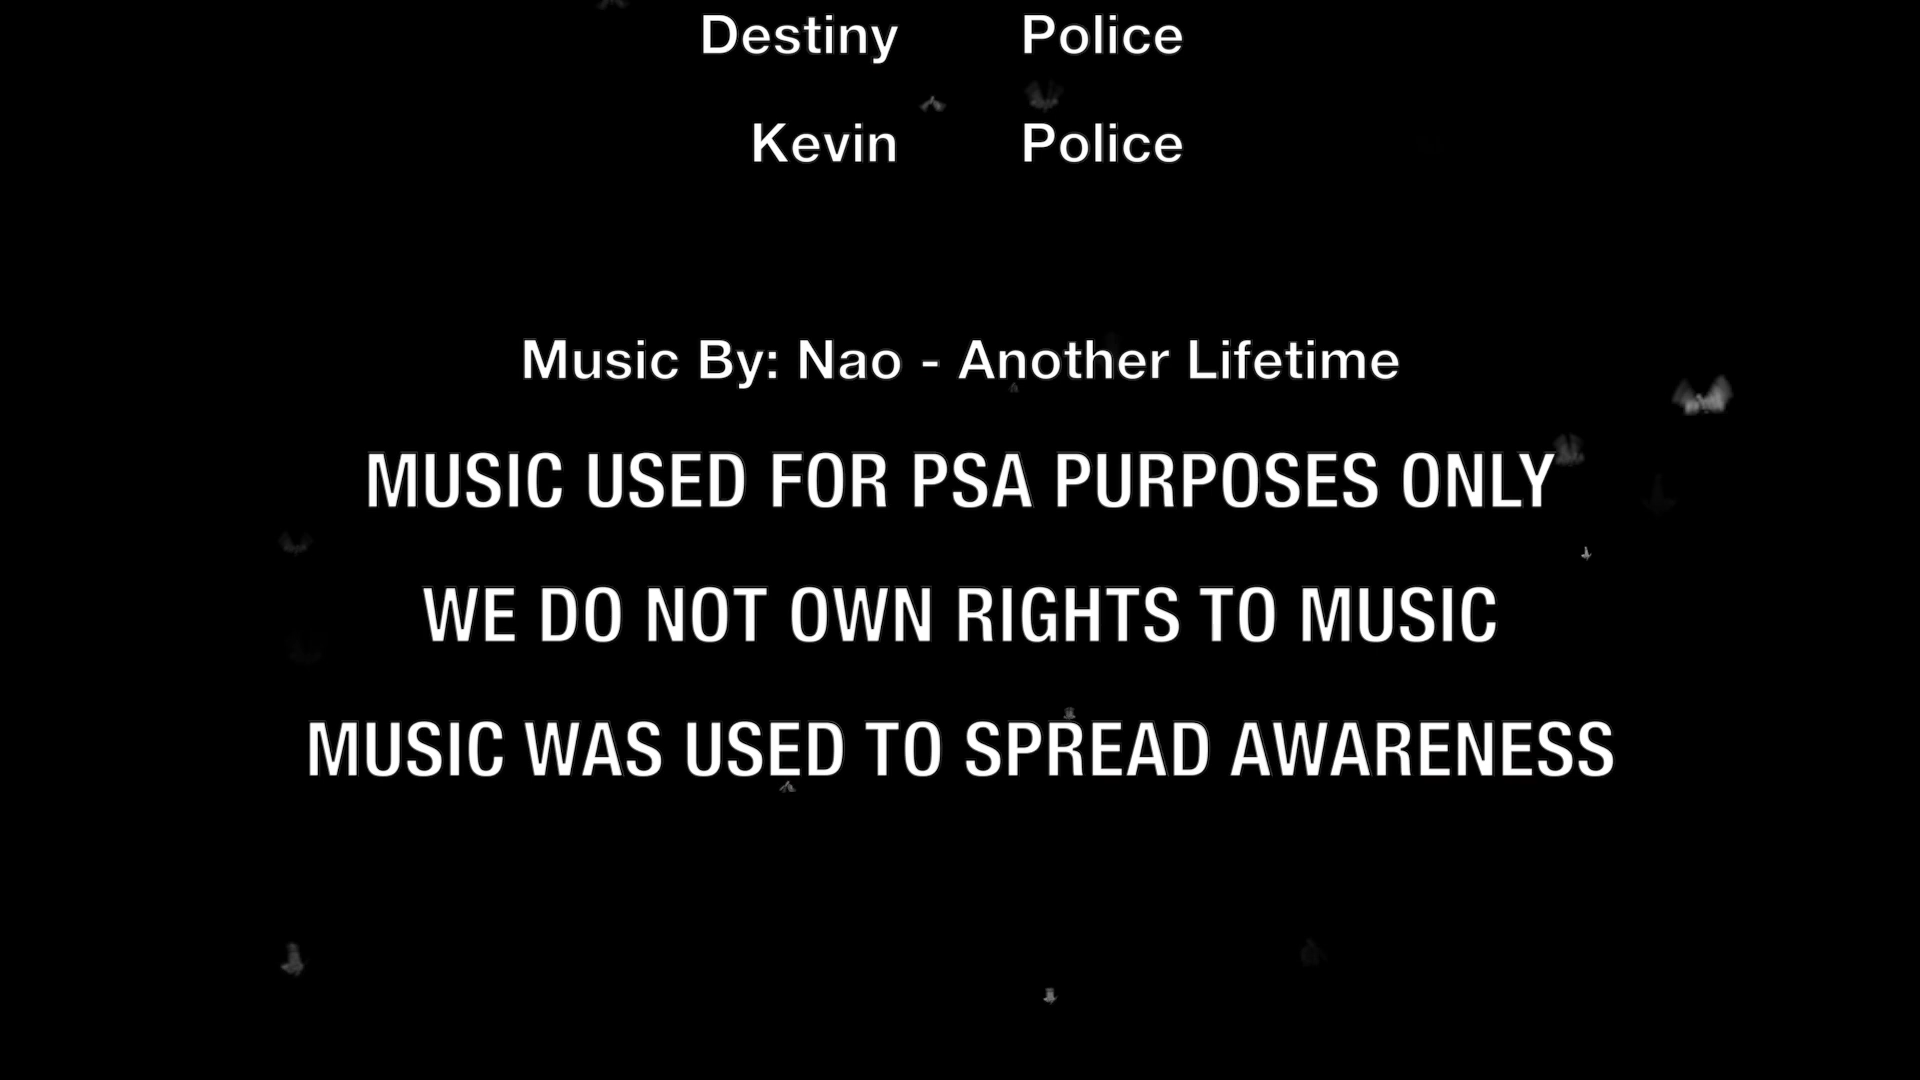 Destiny Police
Kevin Police
Music By: Nao - Another Lifetime
MUSIC USED FOR PSA PURPOSES ONLY
WE DO NOT OWN RIGHTS TO MUSIC
MUSIC WAS USED TO SPREAD AWARENESS